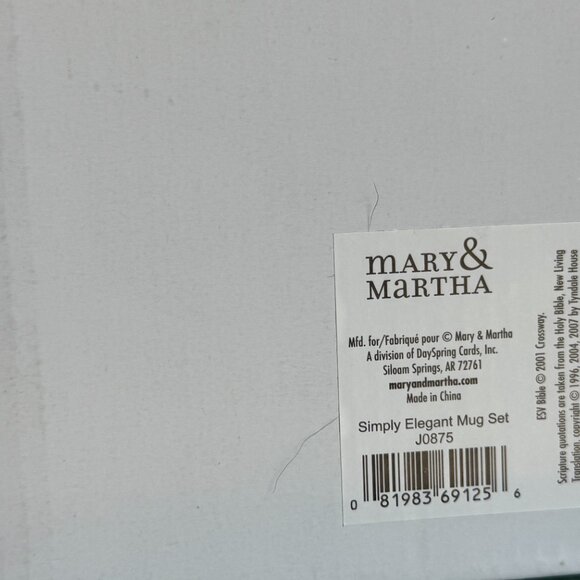 MARY &
MARTHA
Mfd. for/Fabriqué pour © Mary & Martha
A division of DaySpring Cards, Inc.
Siloam Springs, AR 72761
maryandmartha.com
Made in China
Simply Elegant Mug Set
J0875
0 81983 69125 6
ESV Bible © 2001 Crossway.
Scripture quotations are taken from the Holy Bible, New Living
Translation, copyright © 1996, 2004, 2007 by Tyndale House